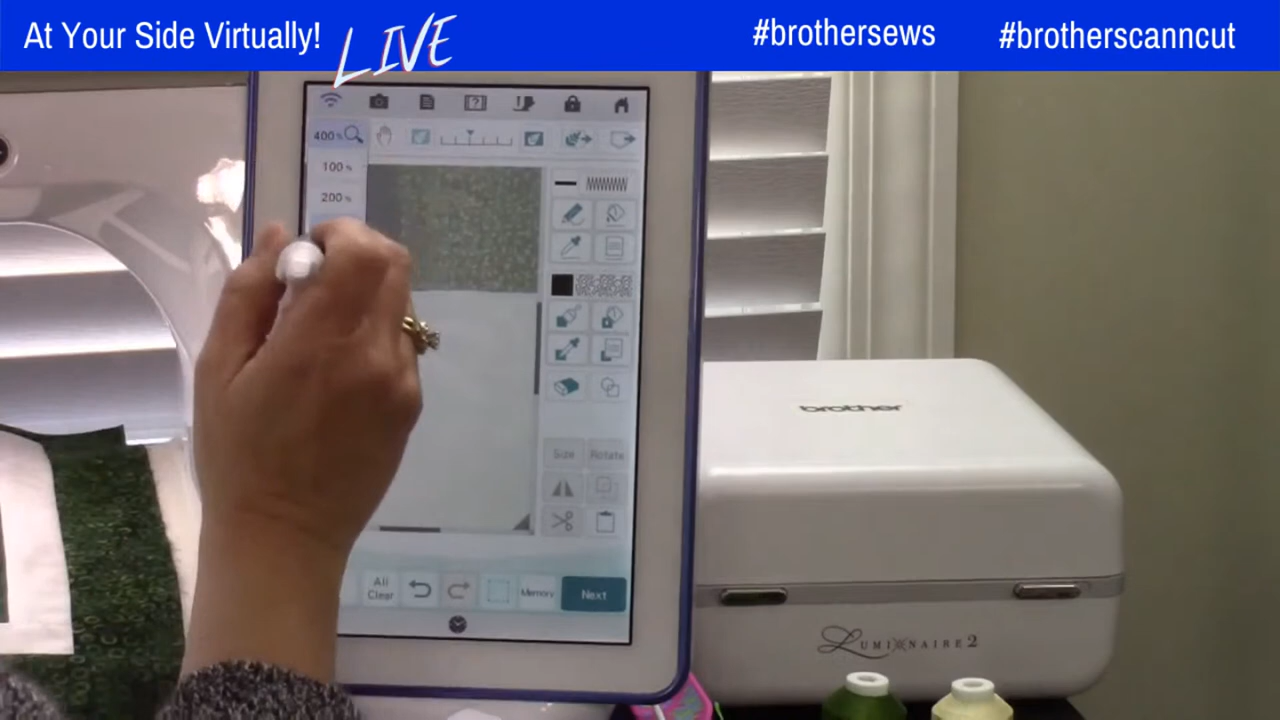 At Your Side Virtually!
LIVE
#brothersews
#brotherscanncut
400%
100 %
200 %
Size
Rotate
All
Clear
Memory
Next
brother
LUMINAIRE 2